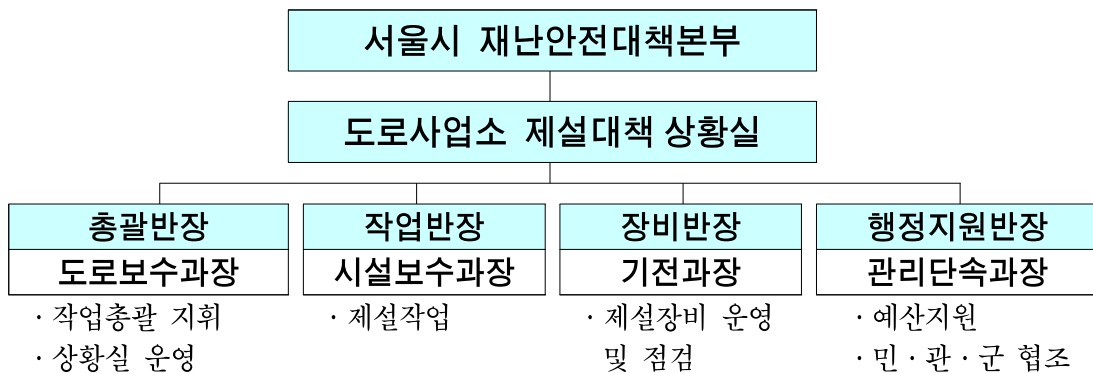 서울시 재난안전대책본부
도로사업소 제설대책 상황실
총괄반장
도로보수과장
· 작업총괄 지휘
· 상황실 운영
작업반장
시설보수과장
· 제설작업
장비반장
기전과장
· 제설장비 운영
및 점검
행정지원반장
관리단속과장
· 예산지원
· 민 · 관 · 군 협조